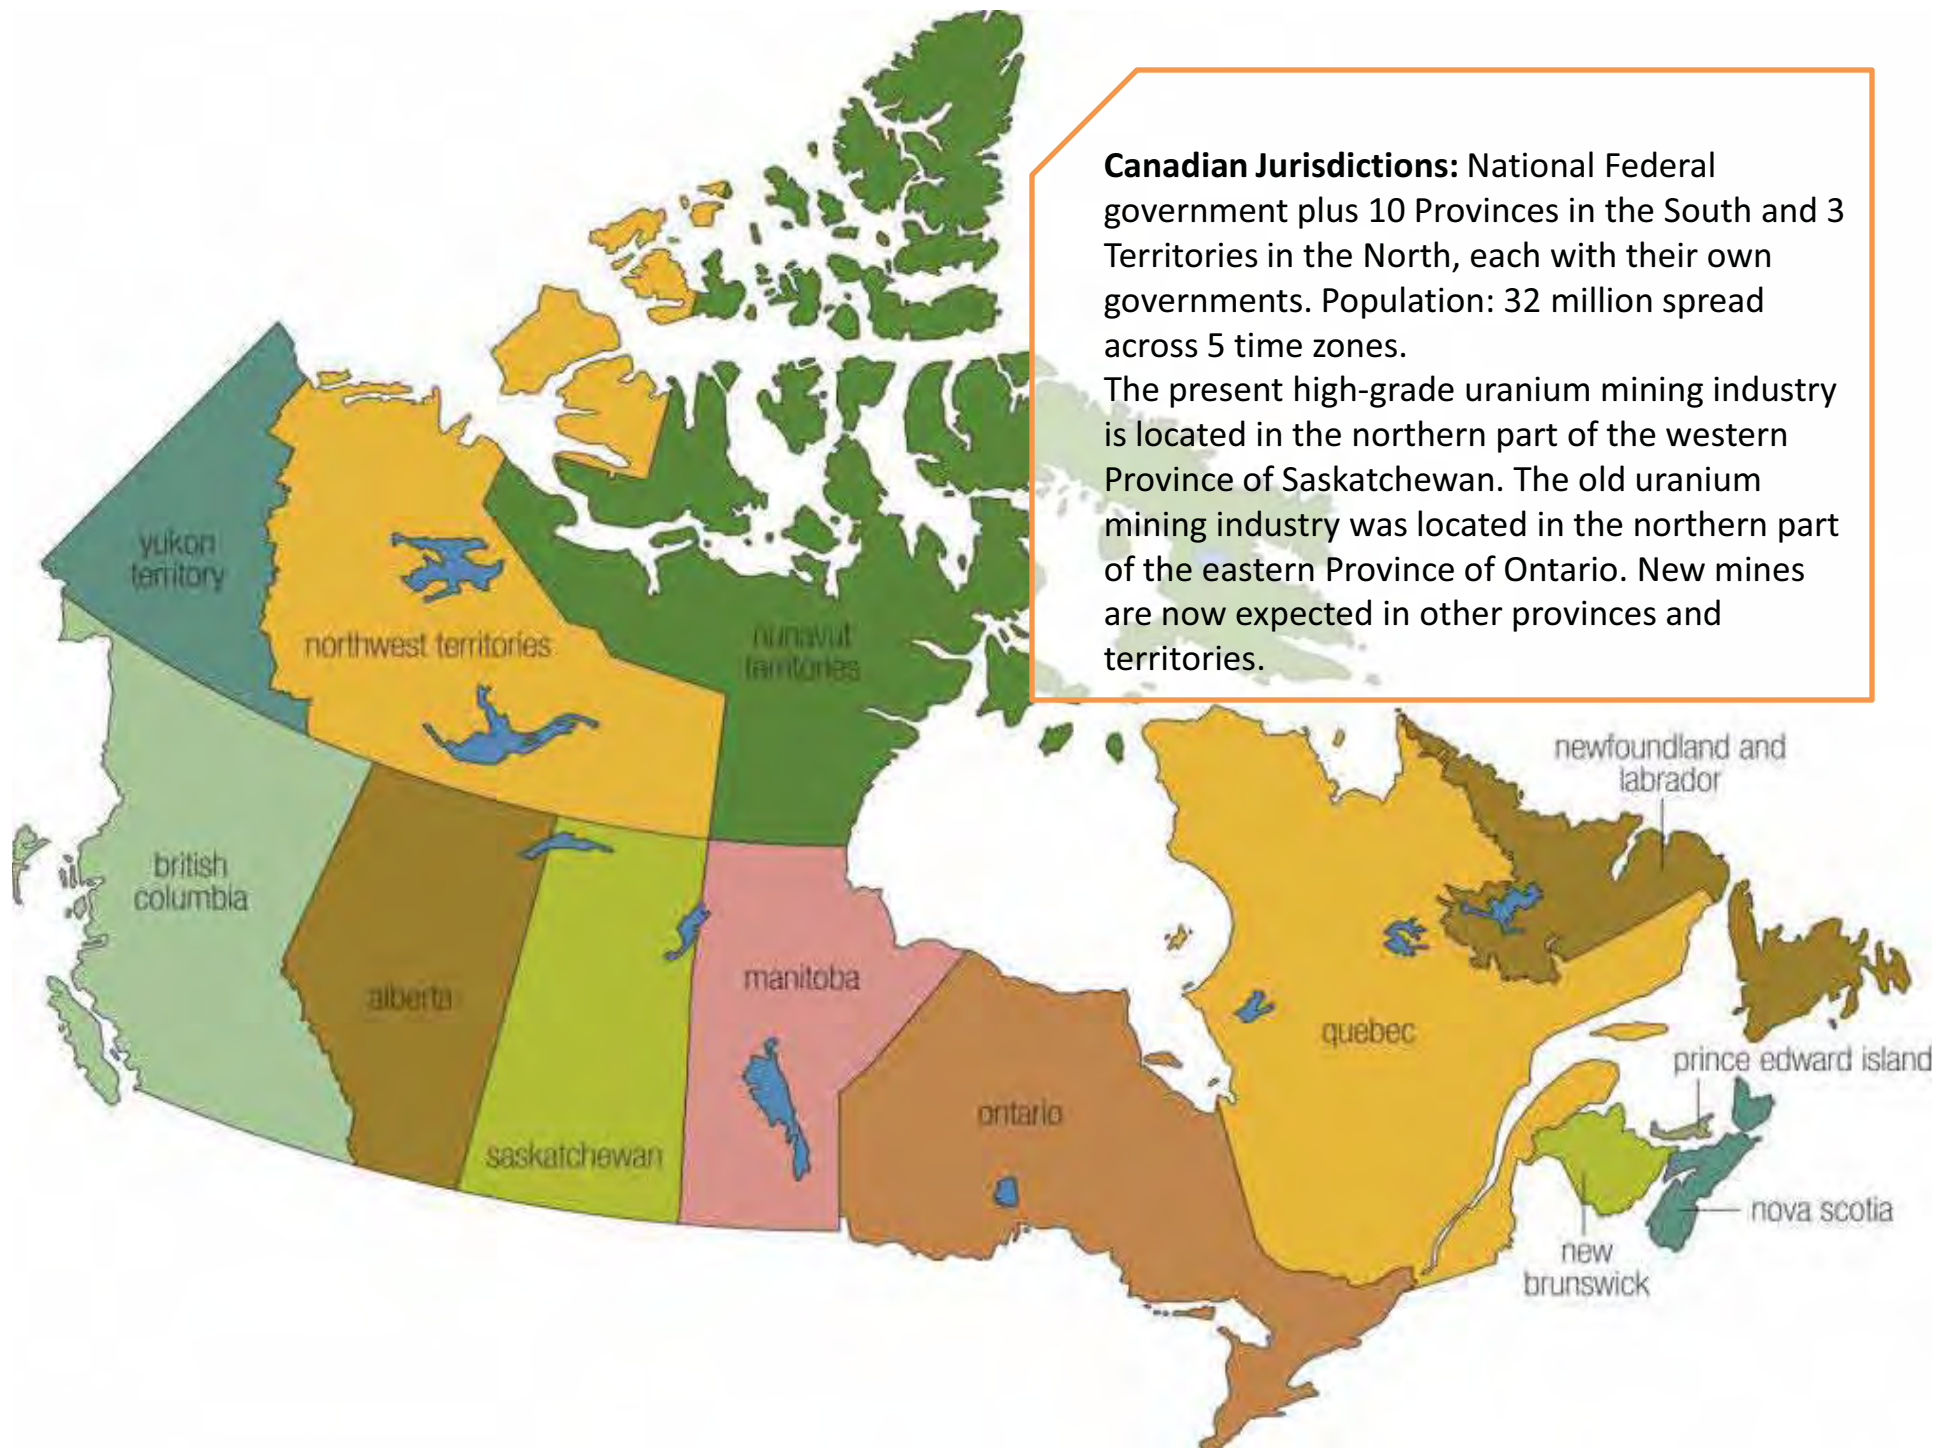 Canadian Jurisdictions: National Federal
government plus 10 Provinces in the South and 3
Territories in the North, each with their own
governments. Population: 32 million spread
across 5 time zones.
The present high-grade uranium mining industry
is located in the northern part of the western
Province of Saskatchewan. The old uranium
mining industry was located in the northern part
of the eastern Province of Ontario. New mines
are now expected in other provinces and
territories.
yukon
territory
northwest territories
nunavut
territories
newfoundland and
labrador
british
columbia
alberta
manitoba
quebec
prince edward island
ontario
saskatchewan
nova scotia
new
brunswick